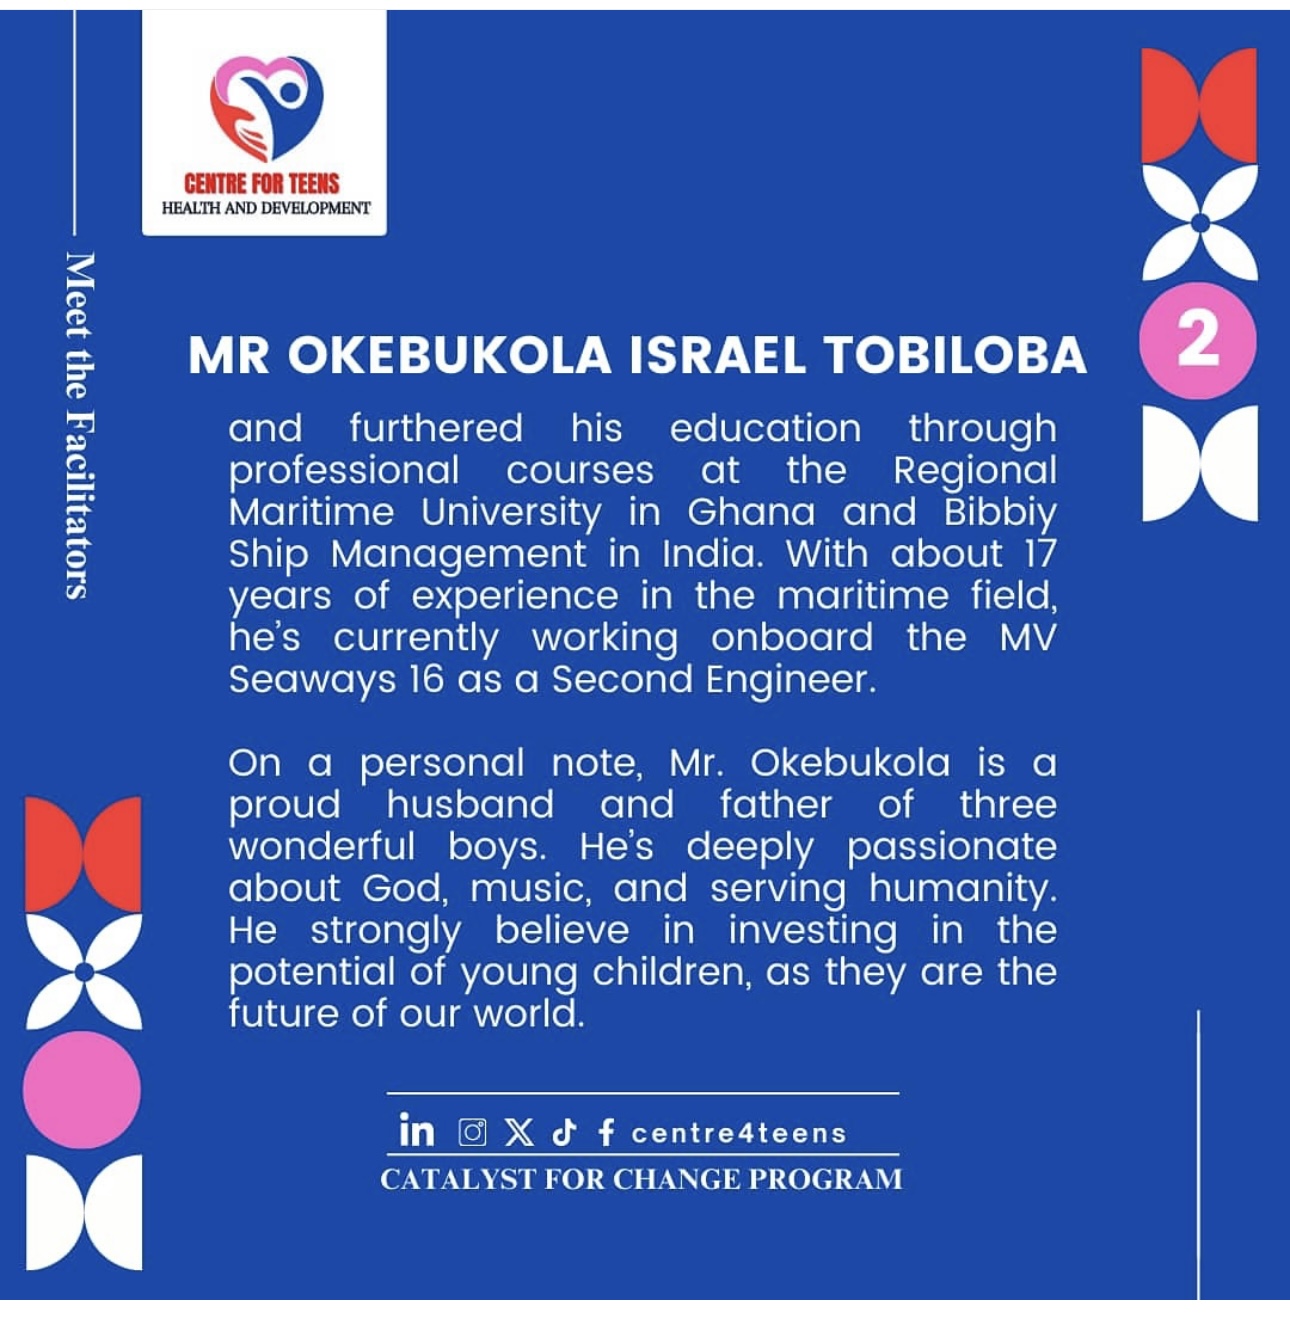 CENTRE FOR TEENS
HEALTH AND DEVELOPMENT
Meet the Facilitators
2
MR OKEBUKOLA ISRAEL TOBILOBA
and furthered his education through
professional courses at the Regional
Maritime University in Ghana and Bibbiy
Ship Management in India. With about 17
years of experience in the maritime field,
he's currently working onboard the MV
Seaways 16 as a Second Engineer.
On a personal note, Mr. Okebukola is a
proud husband and father of three
wonderful boys. He's deeply passionate
about God, music, and serving humanity.
He strongly believe in investing in the
potential of young children, as they are the
future of our world.
in X f centre4teens
CATALYST FOR CHANGE PROGRAM